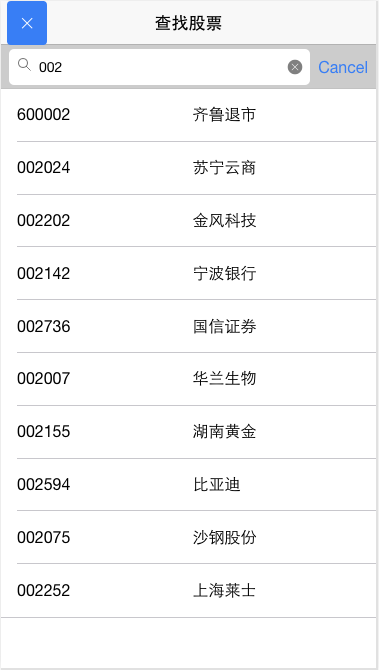 查找股票
002 Cancel
600002 齐鲁退市
002024 苏宁云商
002202 金风科技
002142 宁波银行
002736 国信证券
002007 华兰生物
002155 湖南黄金
002594 比亚迪
002075 沙钢股份
002252 上海莱士